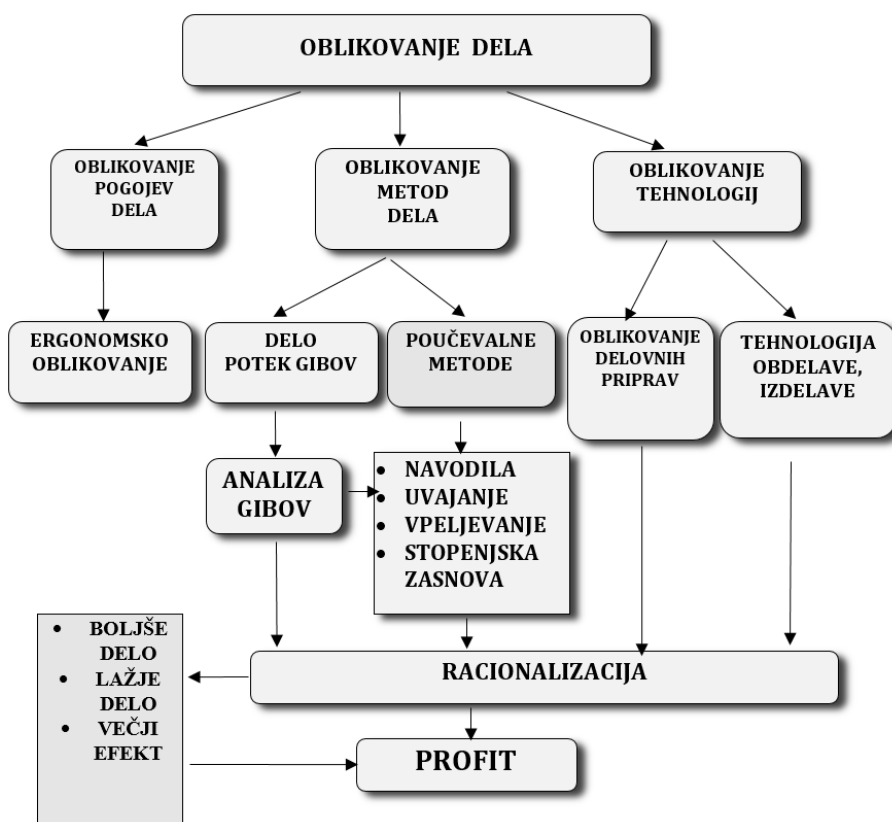 OBLIKOVANJE DELA
OBLIKOVANJE
POGOJEV
DELA
OBLIKOVANJE
METOD
DELA
OBLIKOVANJE
TEHNOLOGIJ
ERGONOMSKO
OBLIKOVANJE
DELO
POTEK GIBOV
POUČEVALNE
METODE
OBLIKOVANJE
DELOVNIH
PRIPRAV
TEHNOLOGIJA
OBDELAVE,
IZDELAVE
ANALIZA
GIBOV
• NAVODILA
• UVAJANJE
• VPELJEVANJE
• STOPENJSKA
ZASNOVA
• BOLJŠE
DELO
• LAŽJE
DELO
• VEČJI
EFEKT
RACIONALIZACIJA
PROFIT